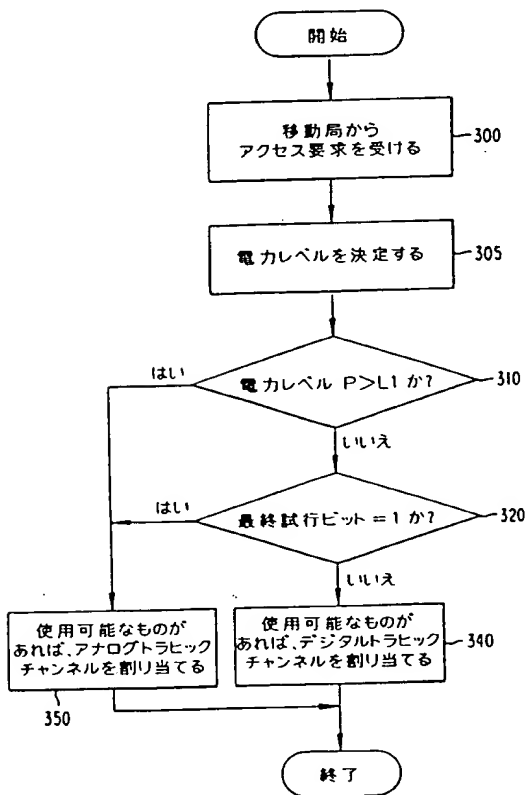 開始
移動局から
アクセス要求を受ける
300
電力レベルを決定する
305
はい
電力レベル P>L1 か?
310
いいえ
はい
最終試行ビット = 1 か?
320
いいえ
使用可能なものが
あれば、アナログトラヒック
チャンネルを割り当てる
350
使用可能なものが
あれば、デジタルトラヒック
チャンネルを割り当てる
340
終了